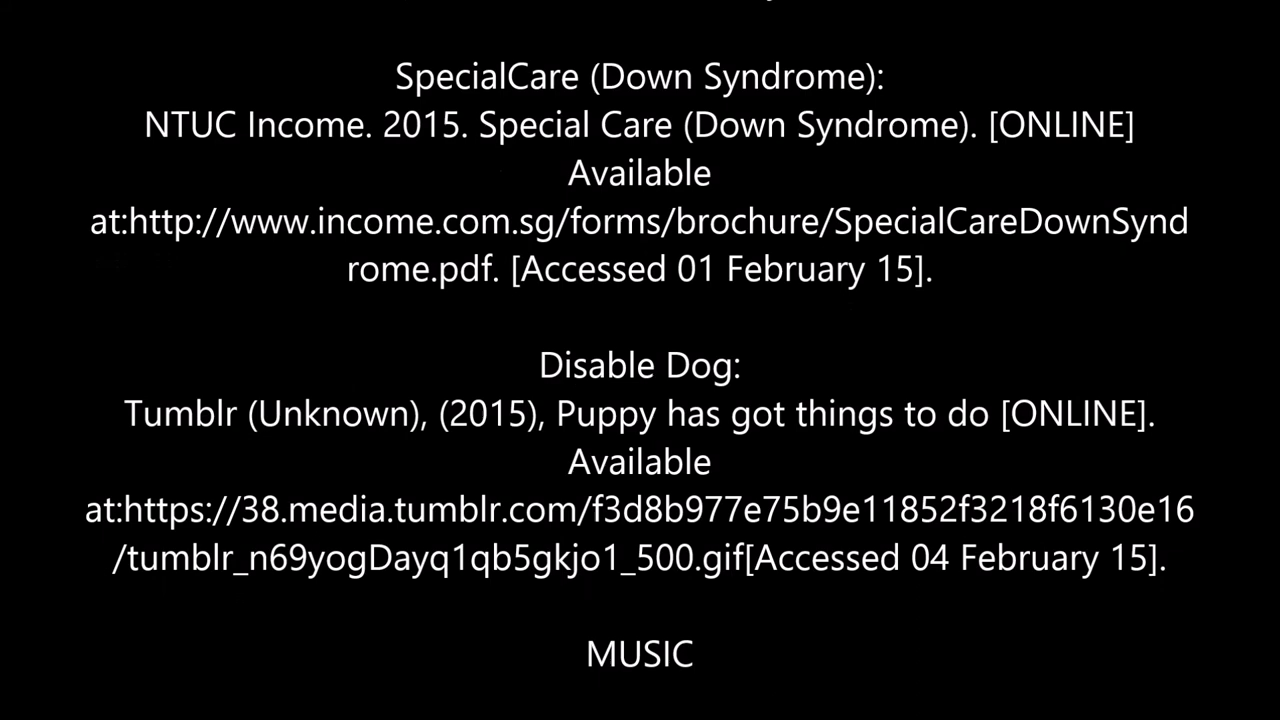 SpecialCare (Down Syndrome):
NTUC Income. 2015. Special Care (Down Syndrome). [ONLINE]
Available
at:http://www.income.com.sg/forms/brochure/SpecialCareDownSynd
rome.pdf. [Accessed 01 February 15].
Disable Dog:
Tumblr (Unknown), (2015), Puppy has got things to do [ONLINE].
Available
at:https://38.media.tumblr.com/f3d8b977e75b9e11852f3218f6130e16
/tumblr_n69yogDayq1qb5gkjo1_500.gif[Accessed 04 February 15].
MUSIC